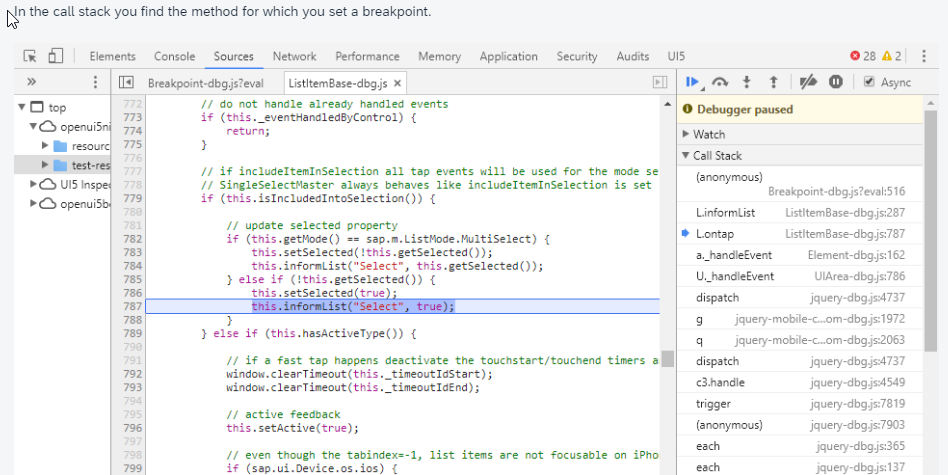 In the call stack you find the method for which you set a breakpoint.
Elements Console Sources Network Performance Memory Application Security Audits UI5 28 2
Breakpoint-dbg.js?eval ListItemBase-dbg.js × Async
top
openui5ni
resourc
test-res
UI5 Inspec
openui5b
772 // do not handle already handled events
773 if (this._eventHandledByControl) {
774 return;
775 }
776
777 // if includeItemInSelection all tap events will be used for the mode se
778 // SingleSelectMaster always behaves like includeItemInSelection is set
779 if (this.isIncludedIntoSelection()) {
780
781 // update selected property
782 if (this.getMode() == sap.m.ListMode.MultiSelect) {
783 this.setSelected(!this.getSelected());
784 this.informList("Select", this.getSelected());
785 } else if (!this.getSelected()) {
786 this.setSelected(true);
787 this.informList("Select", true);
788 }
789 } else if (this.hasActiveType()) {
790
791 // if a fast tap happens deactivate the touchstart/touchend timers a
792 window.clearTimeout(this._timeoutIdStart);
793 window.clearTimeout(this._timeoutIdEnd);
794
795 // active feedback
796 this.setActive(true);
797
798 // even though the tabindex=-1, list items are not focusable on iPho
799 if (sap.ui.Device.os.ios) {
Debugger paused
Watch
Call Stack
(anonymous)
Breakpoint-dbg.js?eval:516
L.informList ListItemBase-dbg.js:287
L.ontap ListItemBase-dbg.js:787
a._handleEvent Element-dbg.js:162
U._handleEvent UIArea-dbg.js:786
dispatch jquery-dbg.js:4737
g jquery-mobile-c...om-dbg.js:1972
q jquery-mobile-c...om-dbg.js:2063
dispatch jquery-dbg.js:4737
c3.handle jquery-dbg.js:4549
trigger jquery-dbg.js:7819
(anonymous) jquery-dbg.js:7903
each jquery-dbg.js:365
each jquery-dbg.js:137